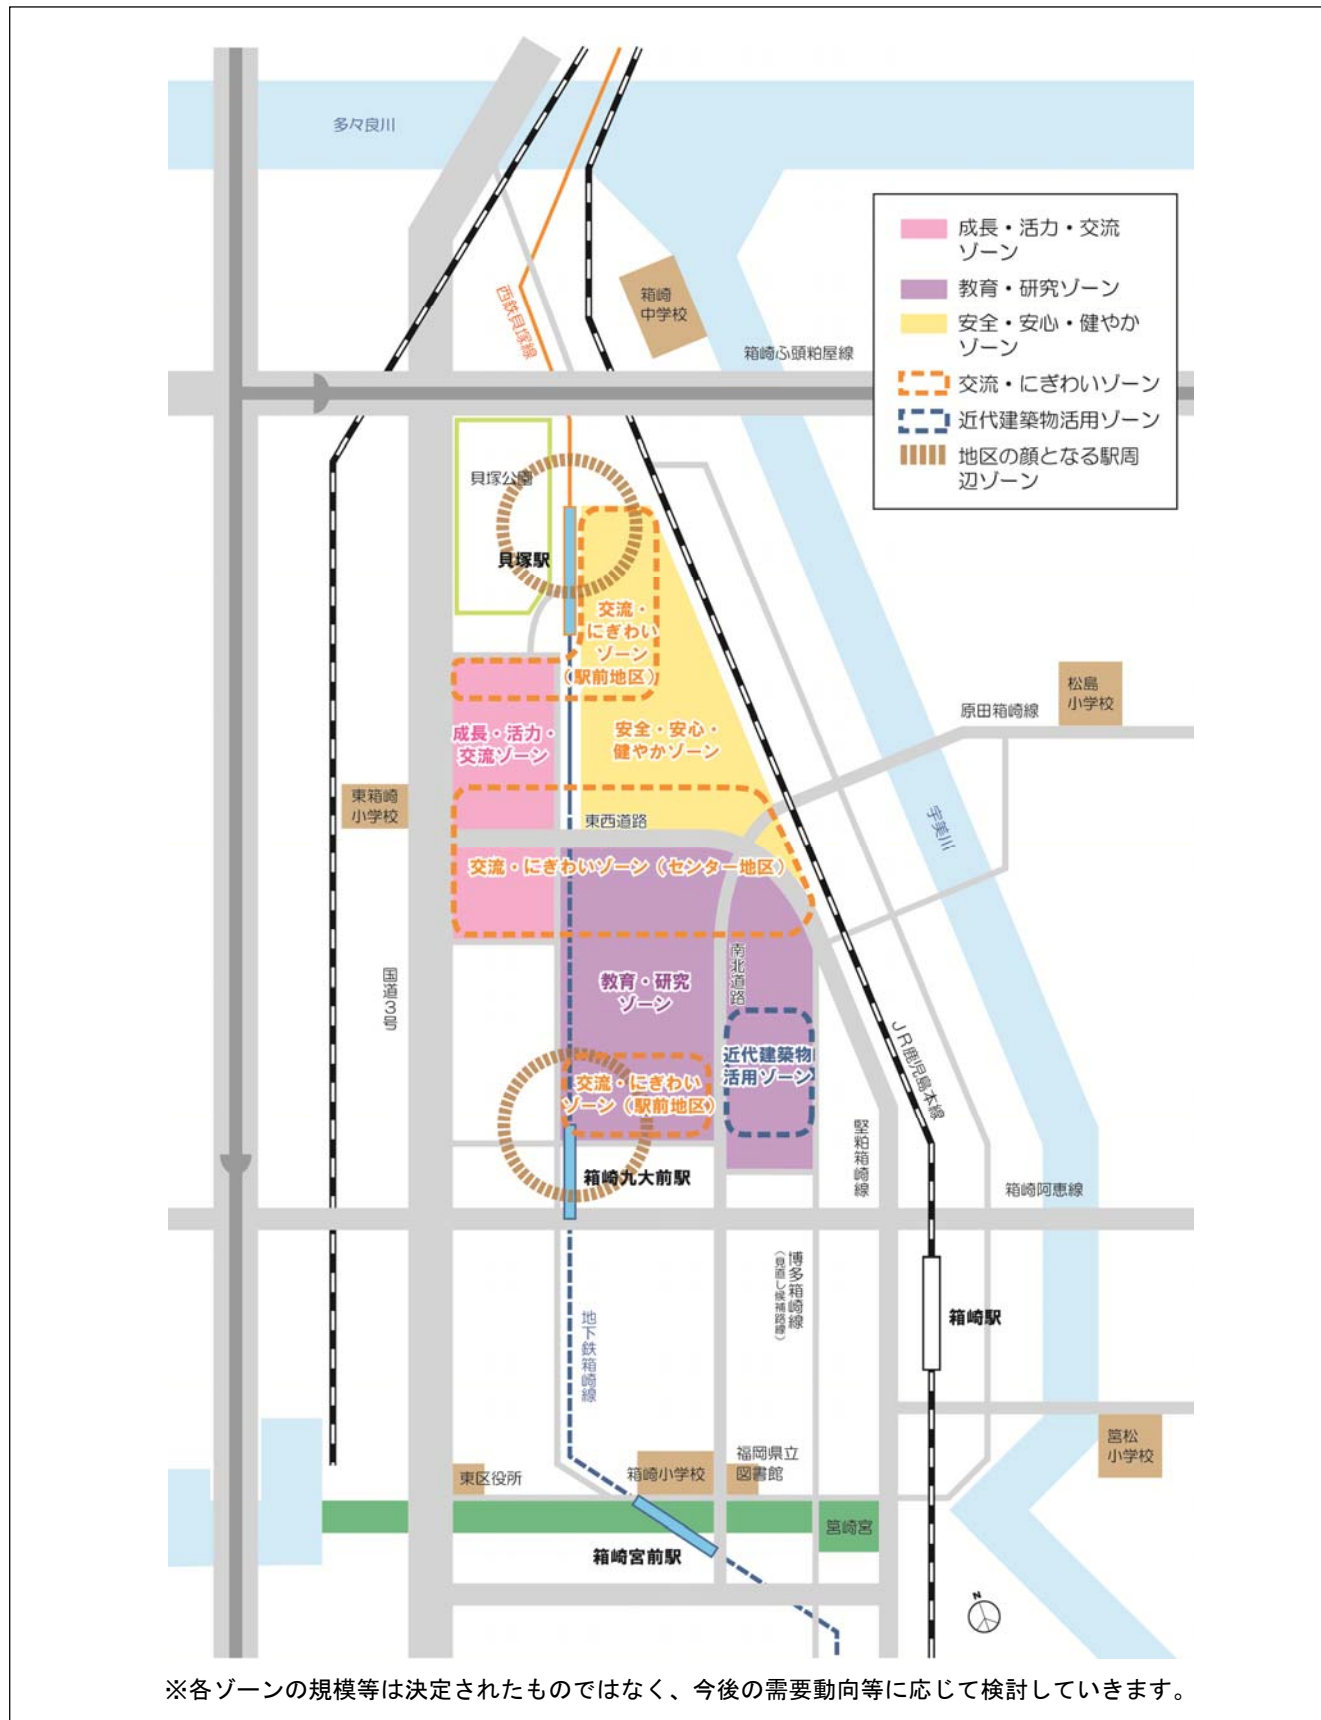 多々良川
成長・活力・交流
ゾーン
教育・研究ゾーン
安全・安心・健やか
ゾーン
交流・にぎわいゾーン
近代建築物活用ゾーン
地区の顔となる駅周
辺ゾーン
箱崎
中学校
西鉄貝塚線
箱崎ふ頭粕屋線
貝塚公園
貝塚駅
交流・
にぎわい
ゾーン
（駅前地区）
松島
小学校
原田箱崎線
成長・活力・
交流ゾーン
安全・安心・
健やかゾーン
東箱崎
小学校
東西道路
宇美川
交流・にぎわいゾーン（センター地区）
南北道路
国道3号
教育・研究
ゾーン
JR鹿児島本線
近代建築物
活用ゾーン
交流・にぎわい
ゾーン（駅前地区）
堅粕箱崎線
箱崎九大前駅
箱崎阿恵線
博多箱崎線
（見直し候補路線）
地下鉄箱崎線
箱崎駅
筥松
小学校
福岡県立
図書館
東区役所
箱崎小学校
筥崎宮
箱崎宮前駅
N
※各ゾーンの規模等は決定されたものではなく、今後の需要動向等に応じて検討していきます。